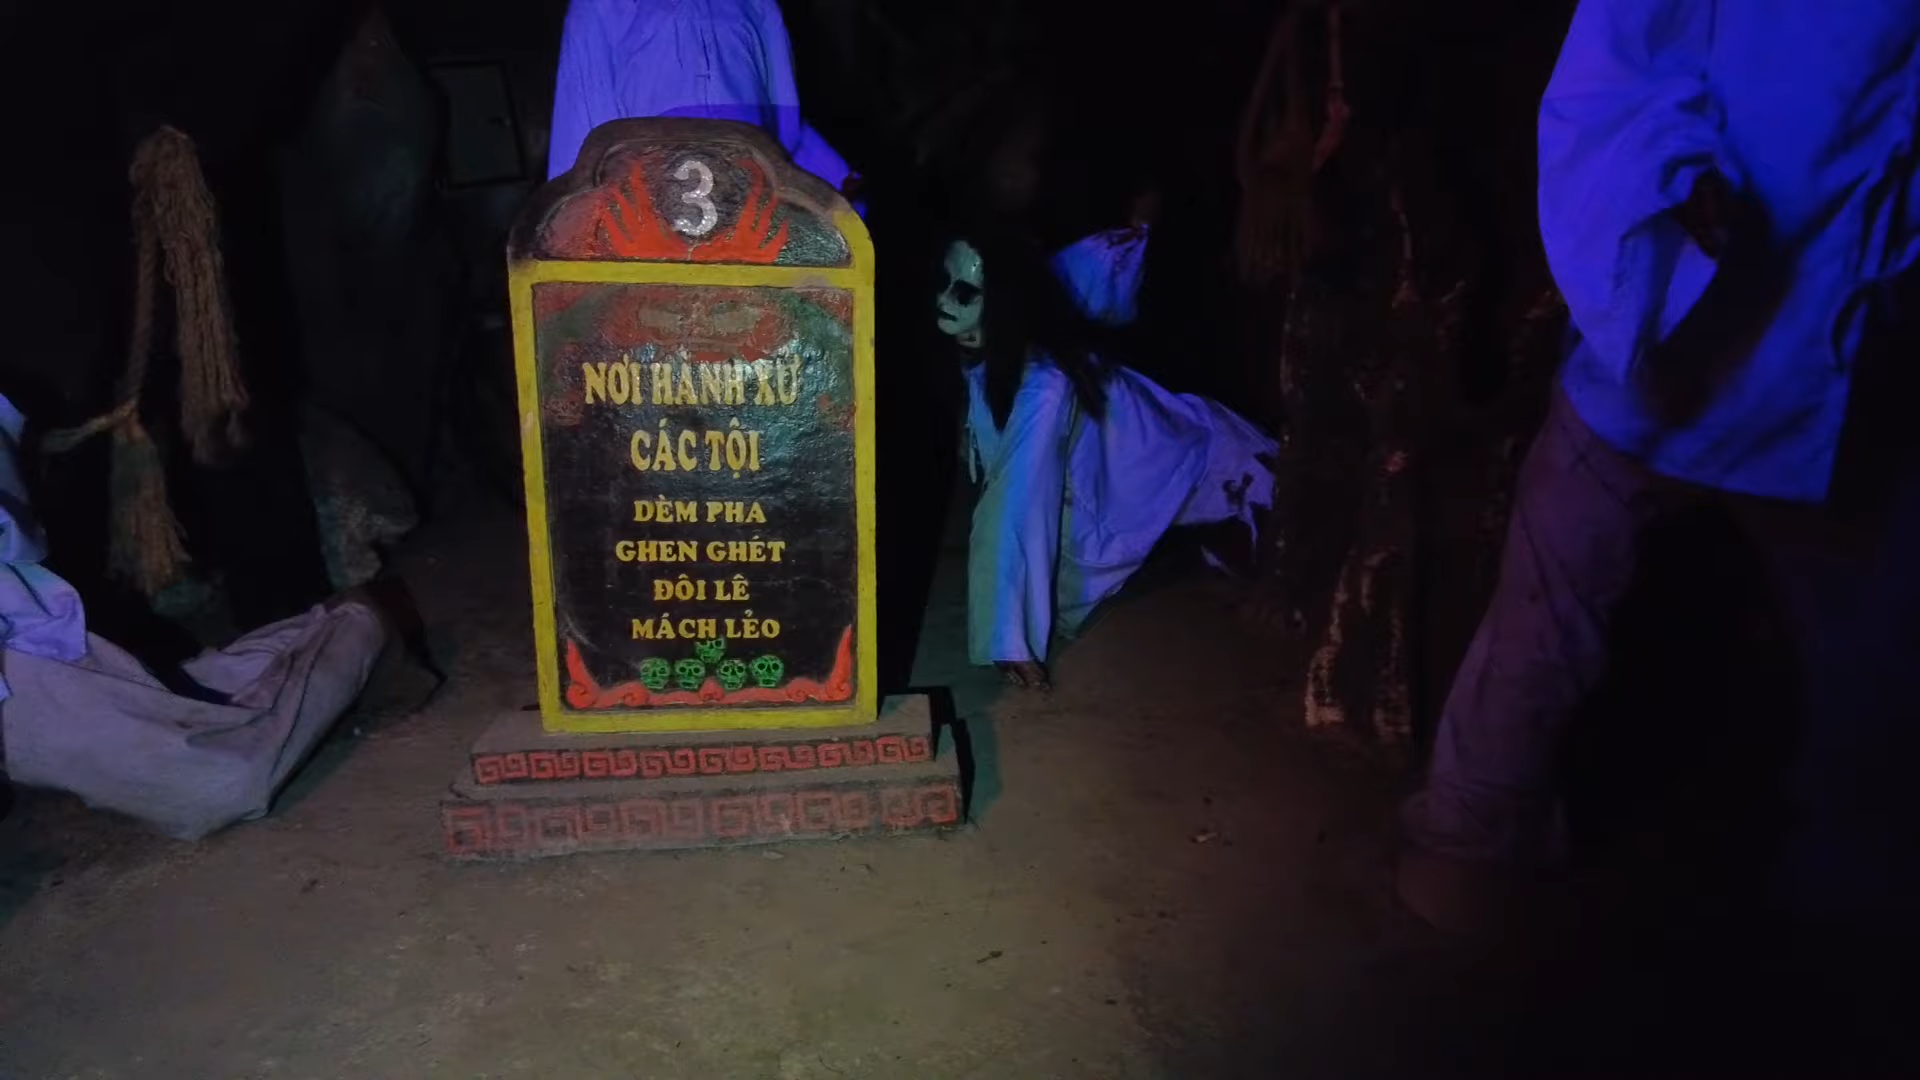 3
NƠI HÀNH XỬ
CÁC TỘI
DÈM PHA
GHEN GHÉT
ĐÔI LÊ
MÁCH LẺO